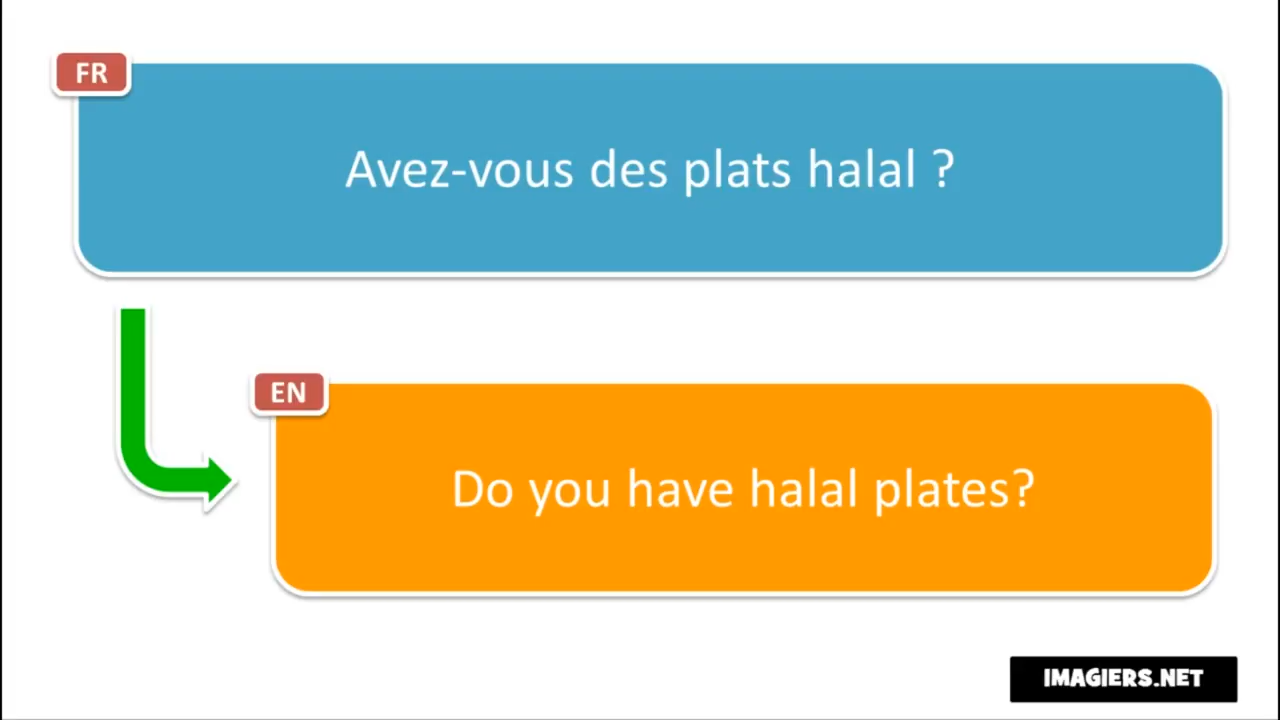 FR
Avez-vous des plats halal ?
EN
Do you have halal plates?
IMAGIERS.NET